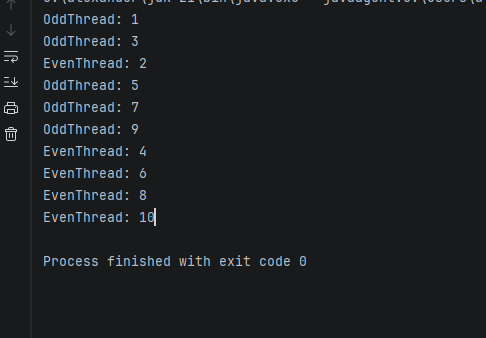 OddThread: 1
OddThread: 3
EvenThread: 2
OddThread: 5
OddThread: 7
OddThread: 9
EvenThread: 4
EvenThread: 6
EvenThread: 8
EvenThread: 10
Process finished with exit code 0